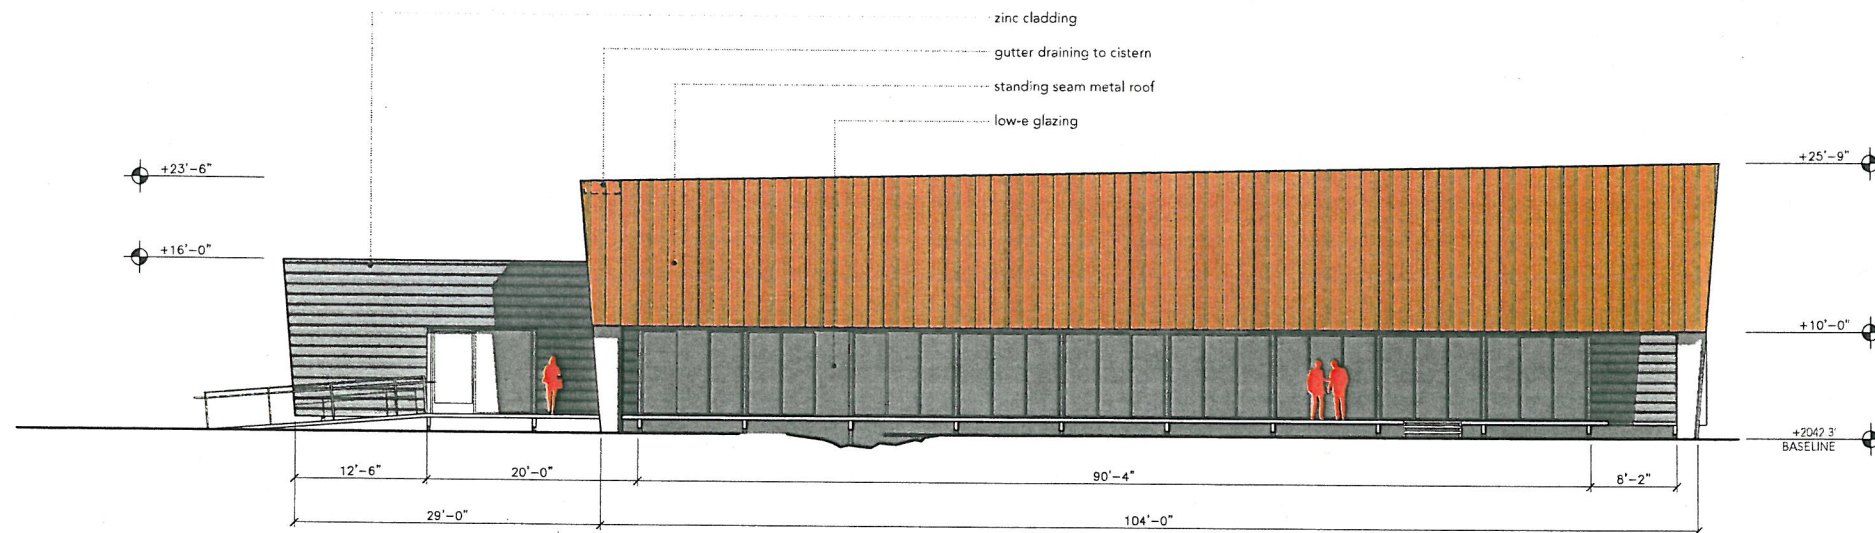 zinc cladding
gutter draining to cistern
standing seam metal roof
low-e glazing
+23'-6"
+25'-9"
+16'-0"
+10'-0"
+2042.3'
BASELINE
12'-6"
20'-0"
90'-4"
8'-2"
29'-0"
104'-0"